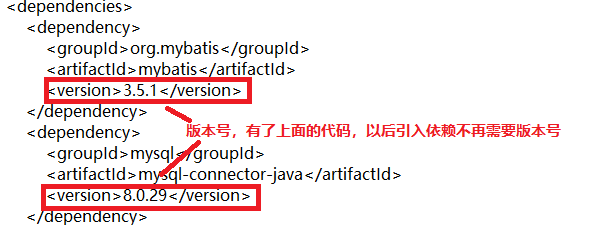 <dependencies>
<dependency>
<groupId>org.mybatis</groupId>
<artifactId>mybatis</artifactId>
<version>3.5.1</version>
</dependency>
版本号，有了上面的代码，以后引入依赖不再需要版本号
<dependency>
<groupId>mysql</groupId>
<artifactId>mysql-connector-java</artifactId>
<version>8.0.29</version>
</dependency>